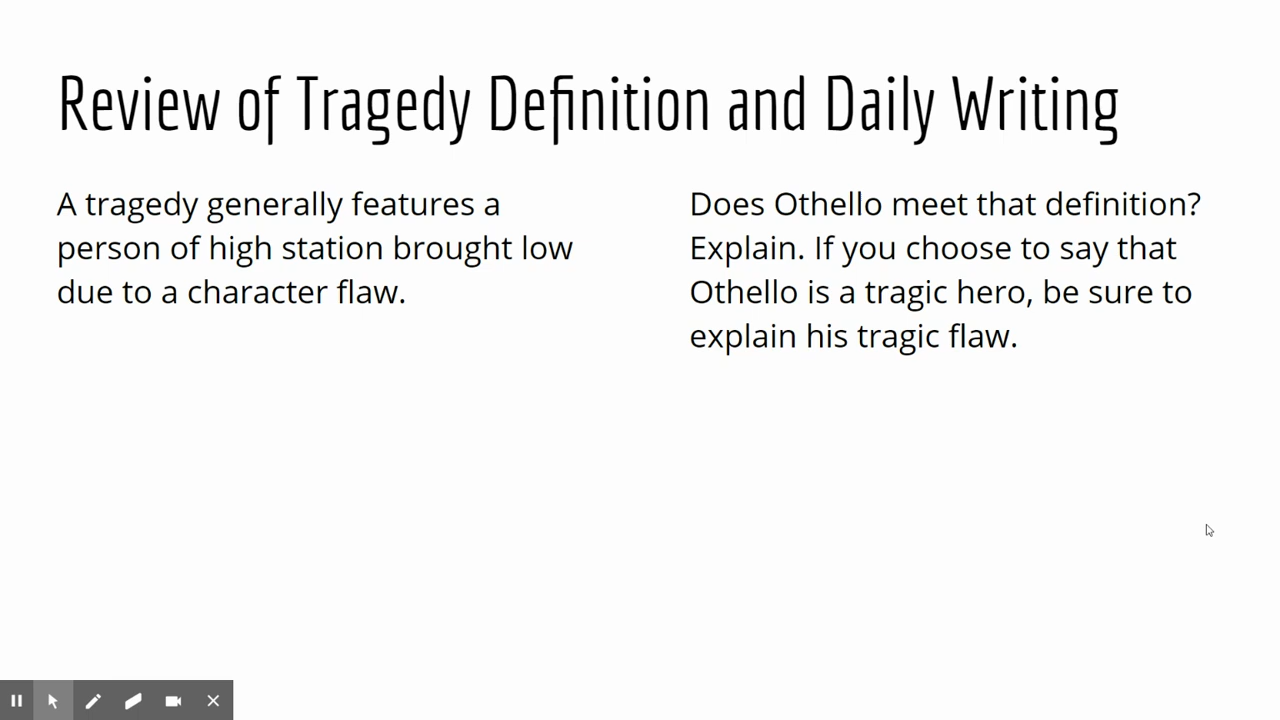 Review of Tragedy Definition and Daily Writing
A tragedy generally features a
person of high station brought low
due to a character flaw.
Does Othello meet that definition?
Explain. If you choose to say that
Othello is a tragic hero, be sure to
explain his tragic flaw.